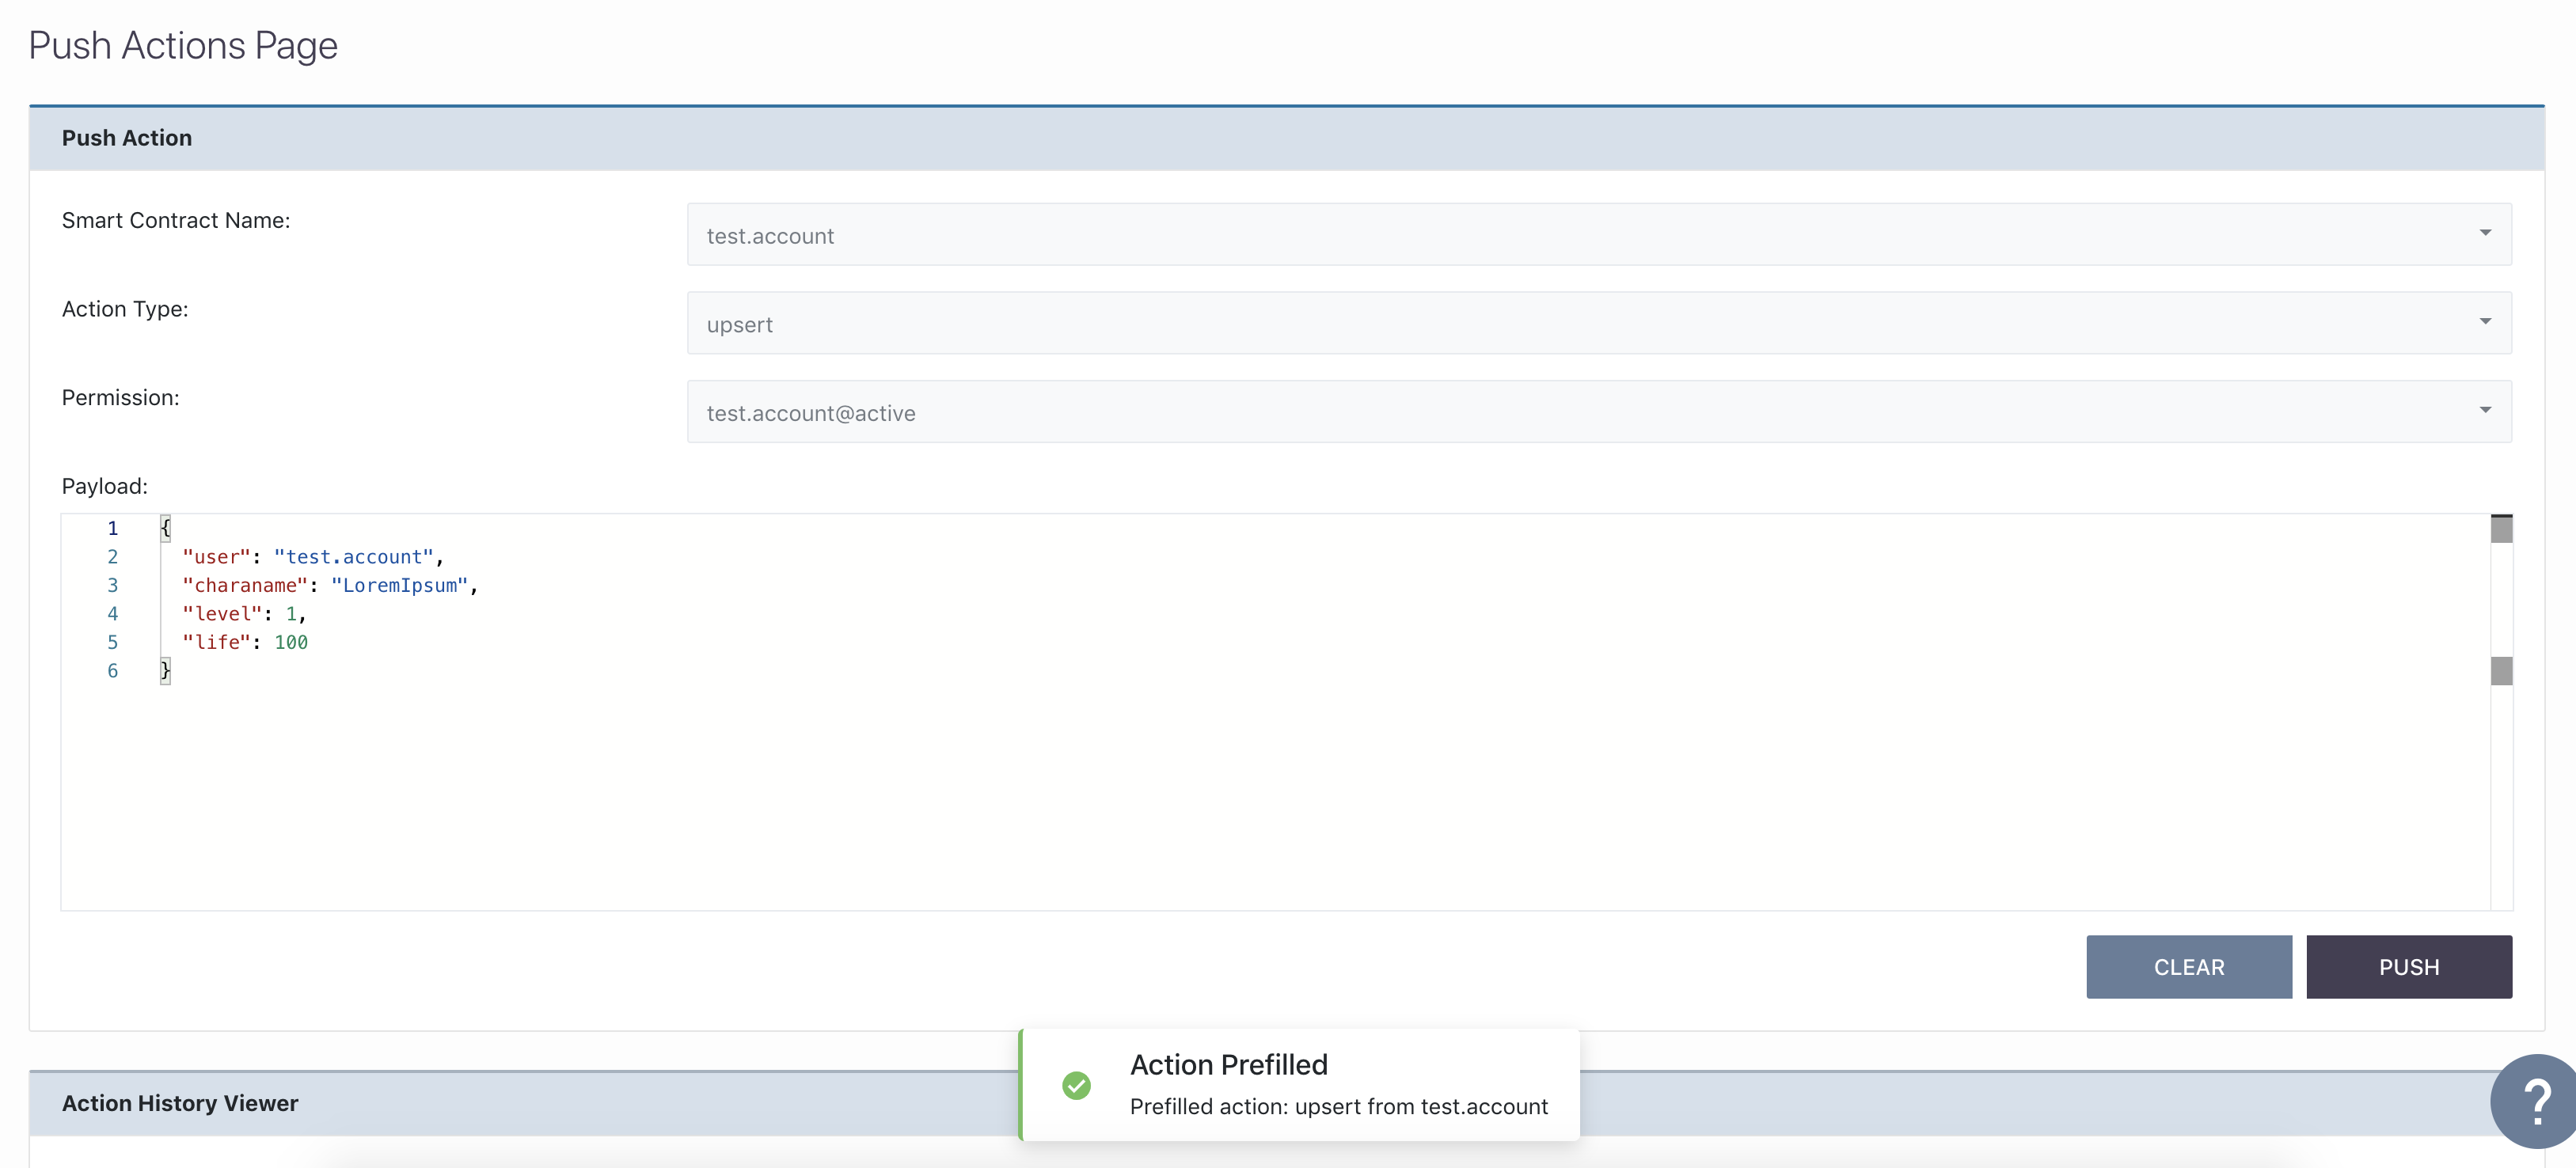 Push Actions Page
Push Action
Smart Contract Name:
test.account
Action Type:
upsert
Permission:
test.account@active
Payload:
1 {
2 "user": "test.account",
3 "charaname": "LoremIpsum",
4 "level": 1,
5 "life": 100
6 }
CLEAR PUSH
Action Prefilled
Prefilled action: upsert from test.account
Action History Viewer
?